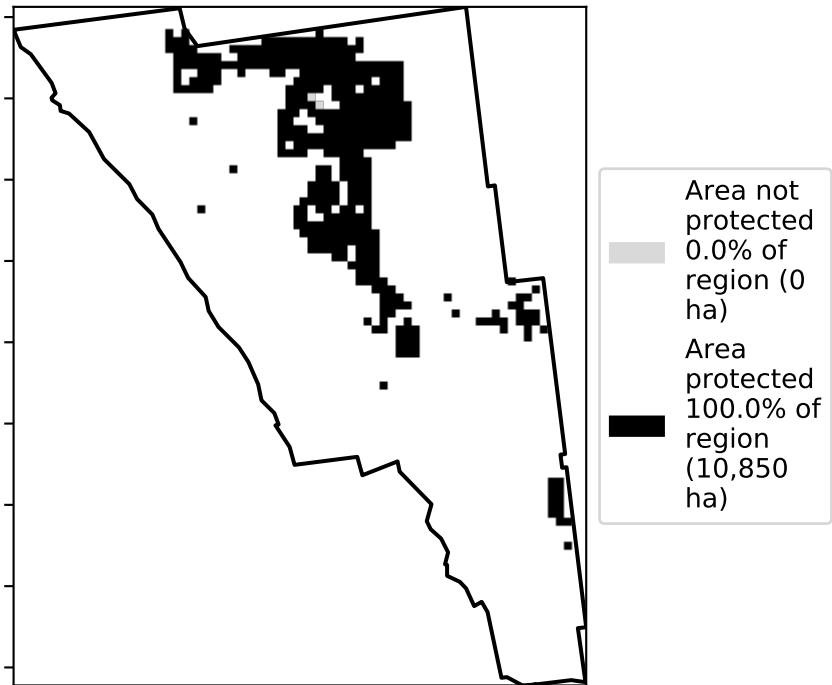 Area not
protected
0.0% of
region (0
ha)
Area
protected
100.0% of
region
(10,850
ha)